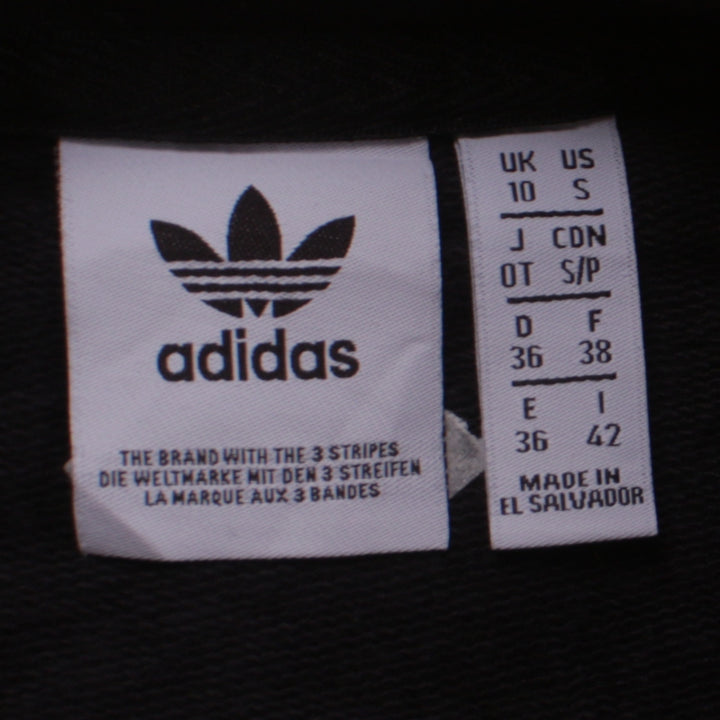 adidas
THE BRAND WITH THE 3 STRIPES
DIE WELTMARKE MIT DEN 3 STREIFEN
LA MARQUE AUX 3 BANDES
UK US
10 S
J CDN
OT S/P
D F
36 38
E I
36 42
MADE IN
EL SALVADOR